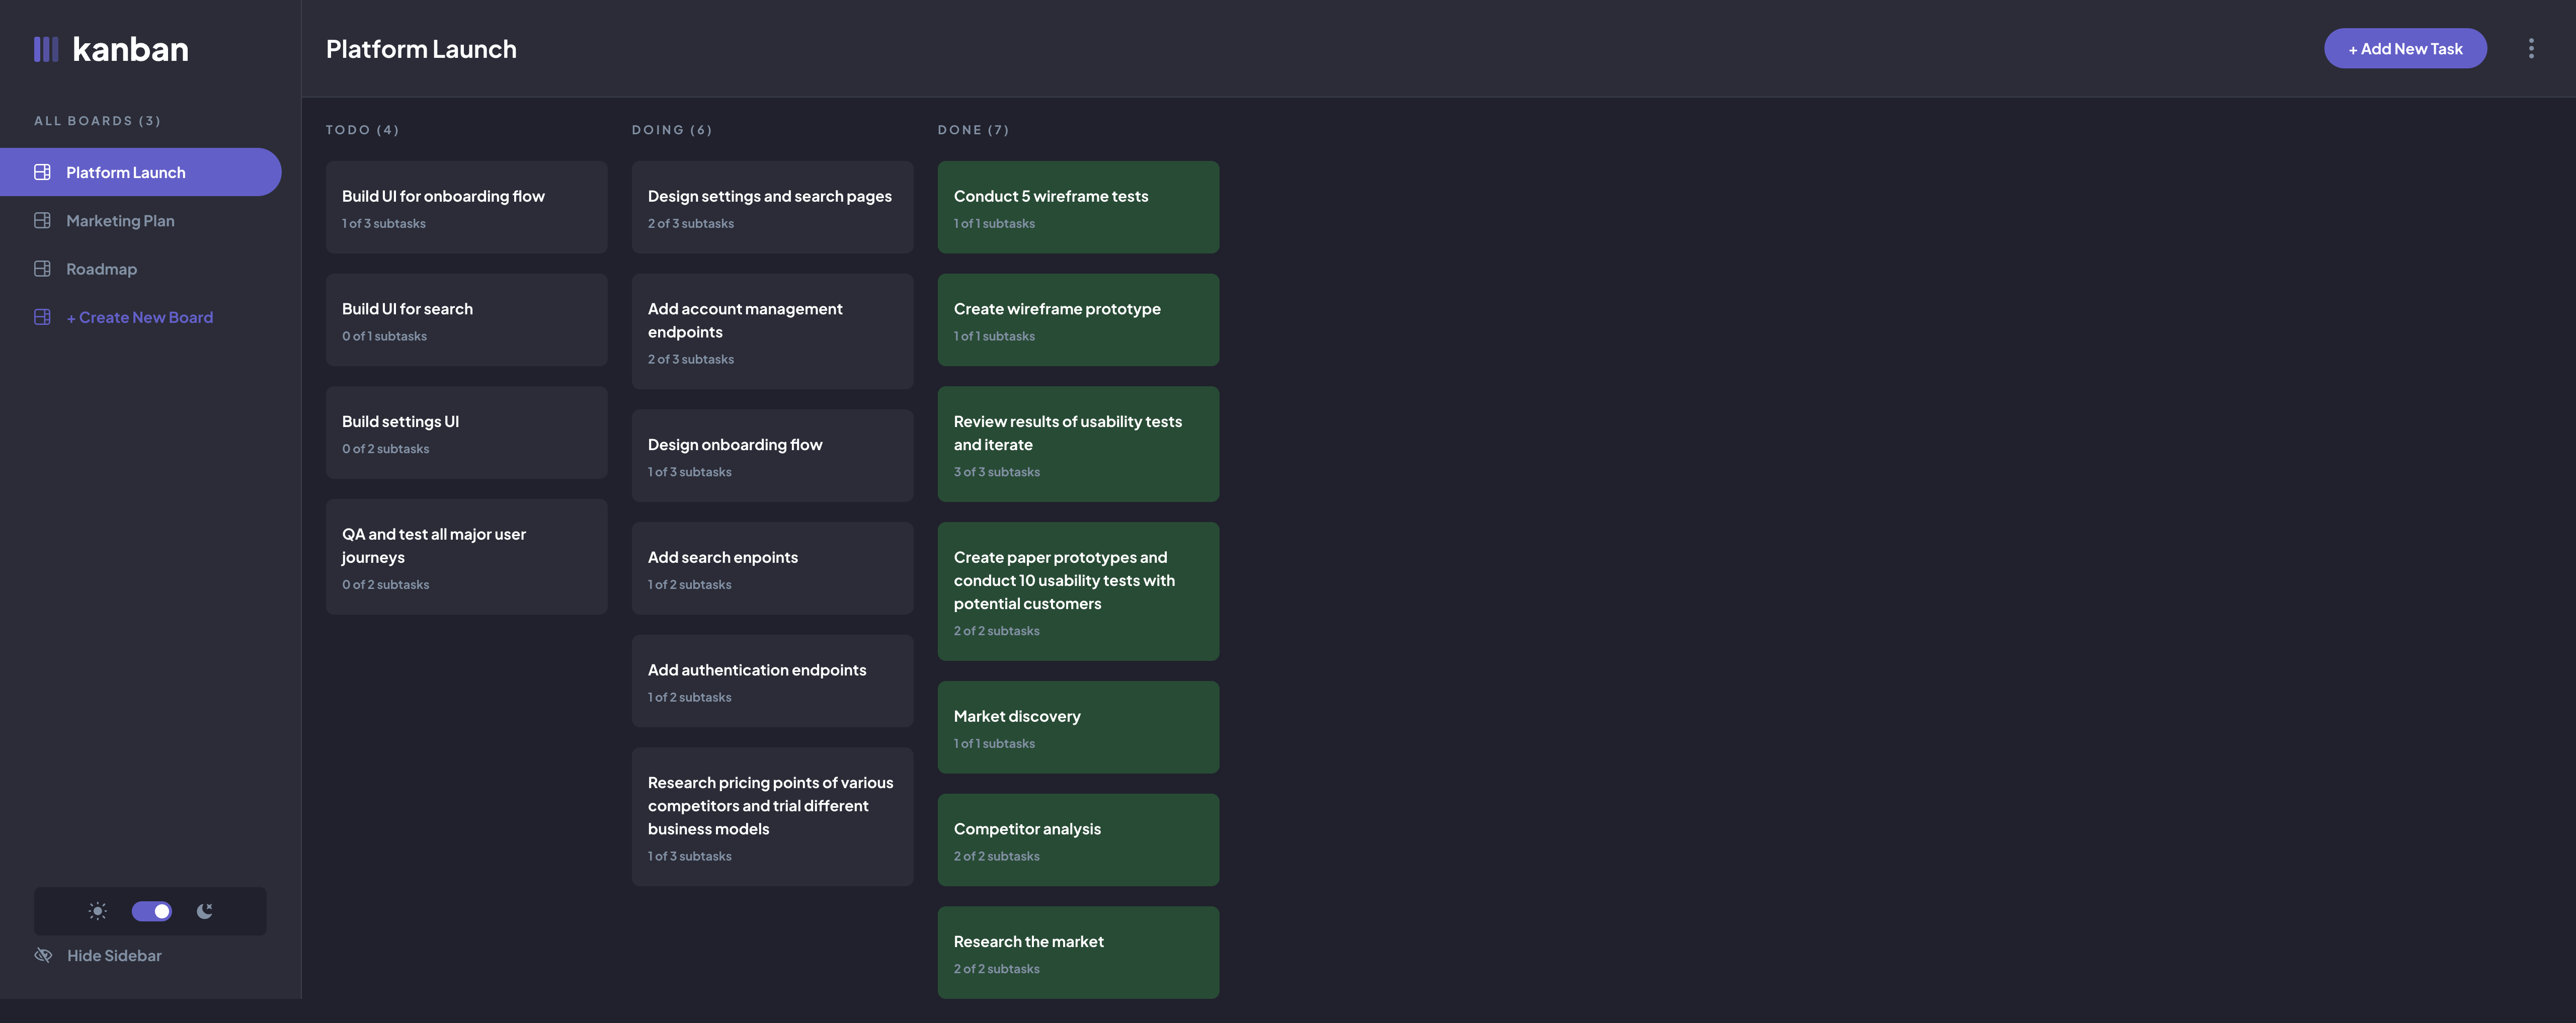 kanban
ALL BOARDS (3)
Platform Launch
Marketing Plan
Roadmap
+ Create New Board
Hide Sidebar
Platform Launch
+ Add New Task
TODO (4)
Build UI for onboarding flow
1 of 3 subtasks
Build UI for search
0 of 1 subtasks
Build settings UI
0 of 2 subtasks
QA and test all major user
journeys
0 of 2 subtasks
DOING (6)
Design settings and search pages
2 of 3 subtasks
Add account management
endpoints
2 of 3 subtasks
Design onboarding flow
1 of 3 subtasks
Add search enpoints
1 of 2 subtasks
Add authentication endpoints
1 of 2 subtasks
Research pricing points of various
competitors and trial different
business models
1 of 3 subtasks
DONE (7)
Conduct 5 wireframe tests
1 of 1 subtasks
Create wireframe prototype
1 of 1 subtasks
Review results of usability tests
and iterate
3 of 3 subtasks
Create paper prototypes and
conduct 10 usability tests with
potential customers
2 of 2 subtasks
Market discovery
1 of 1 subtasks
Competitor analysis
2 of 2 subtasks
Research the market
2 of 2 subtasks